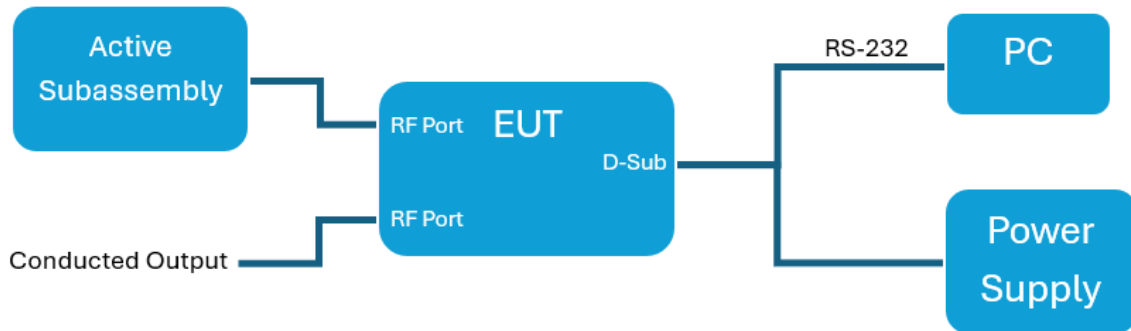 Active
Subassembly
RF Port
EUT
D-Sub
RF Port
Conducted Output
RS-232
PC
Power
Supply